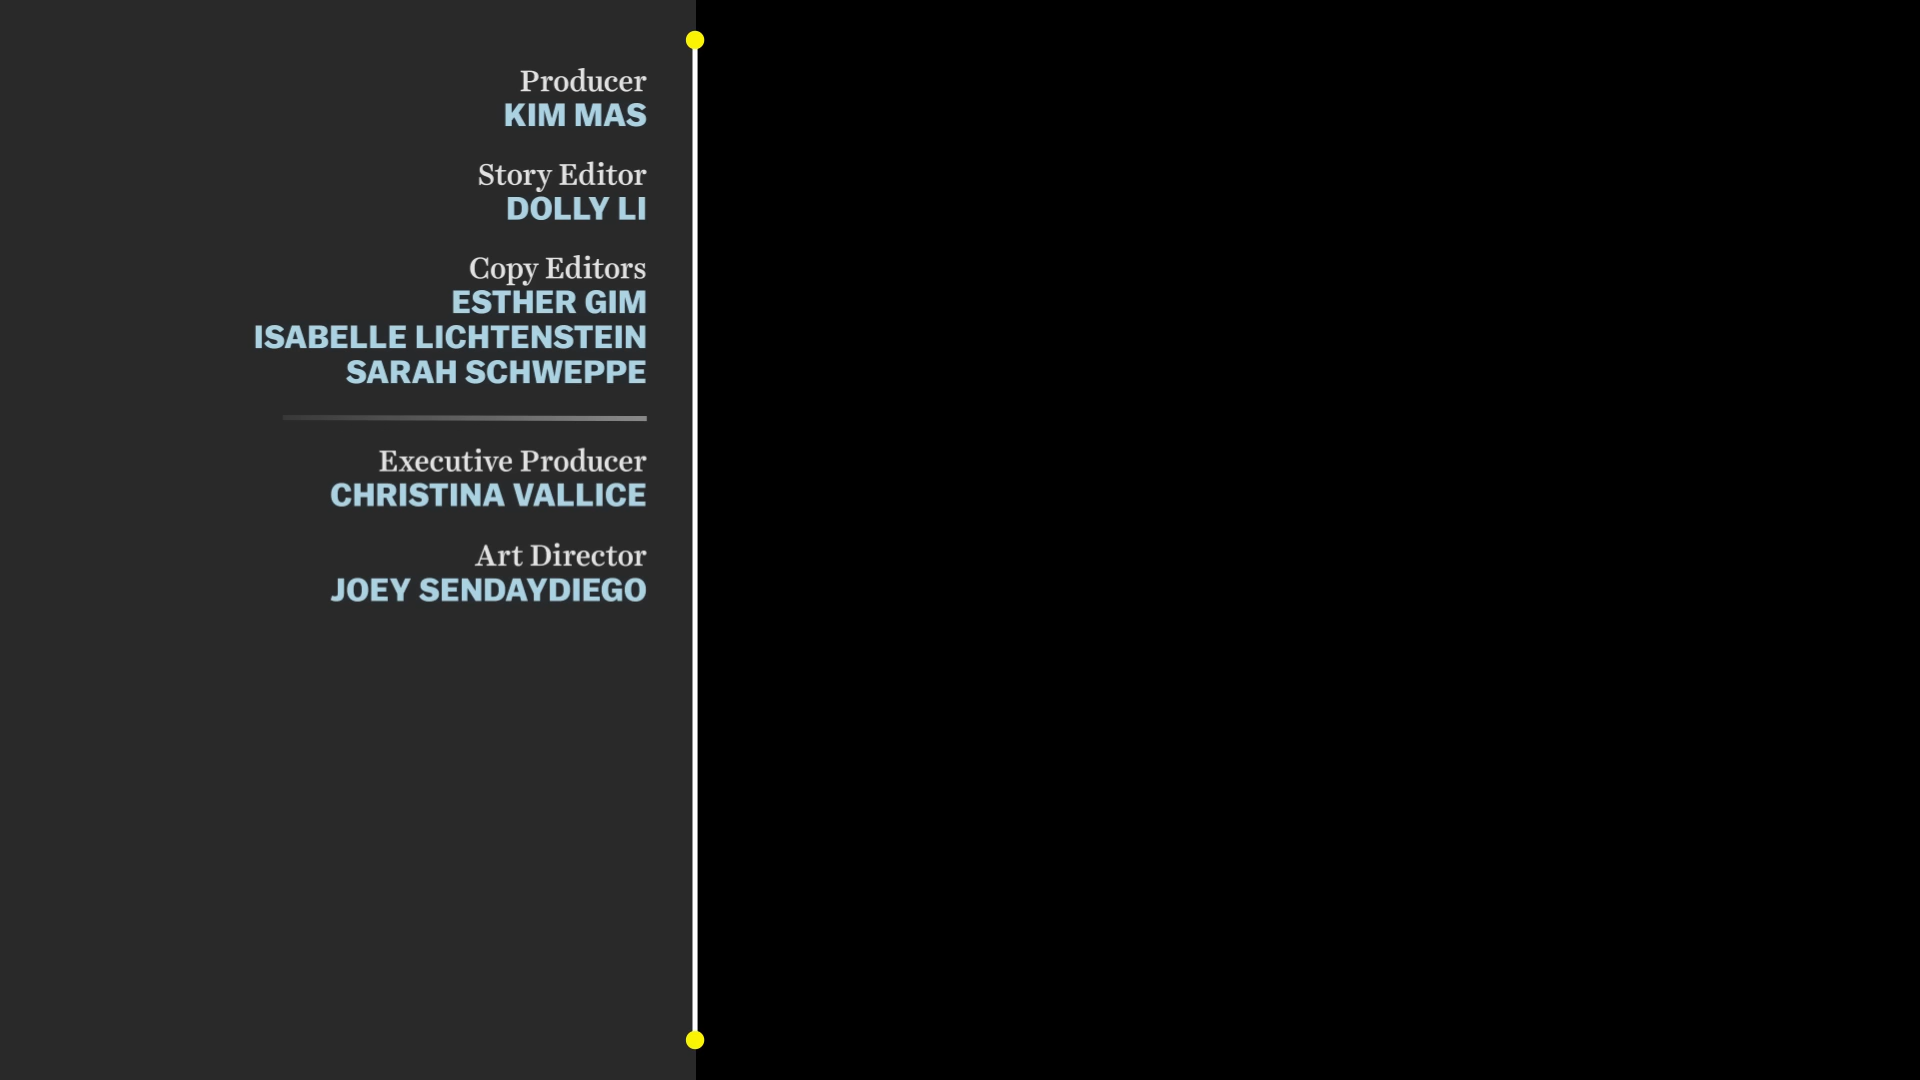 Producer
KIM MAS
Story Editor
DOLLY LI
Copy Editors
ESTHER GIM
ISABELLE LICHTENSTEIN
SARAH SCHWEPPE
Executive Producer
CHRISTINA VALLICE
Art Director
JOEY SENDAYDIEGO